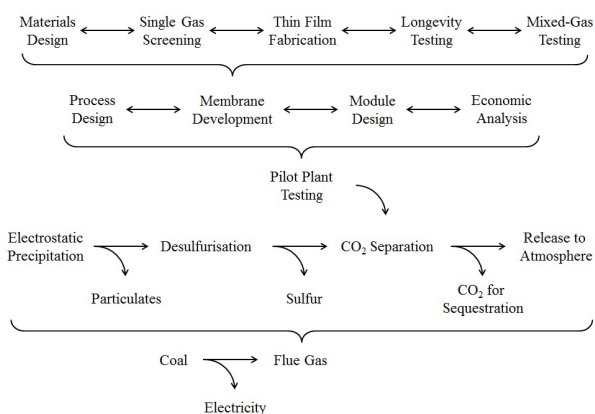 Materials Design
Single Gas Screening
Thin Film Fabrication
Longevity Testing
Mixed-Gas Testing
Process Design
Membrane Development
Module Design
Economic Analysis
Pilot Plant Testing
Electrostatic Precipitation
Desulfurisation
CO₂ Separation
Release to Atmosphere
Particulates
Sulfur
CO₂ for Sequestration
Coal
Flue Gas
Electricity